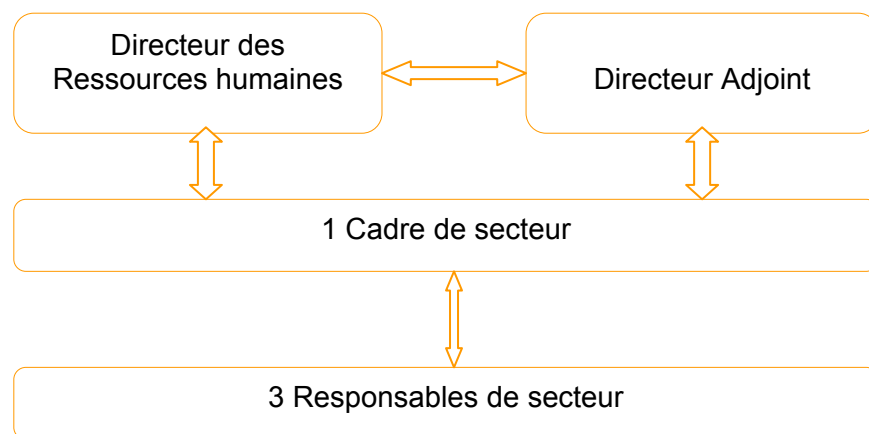 Directeur des
Ressources humaines
Directeur Adjoint
1 Cadre de secteur
3 Responsables de secteur